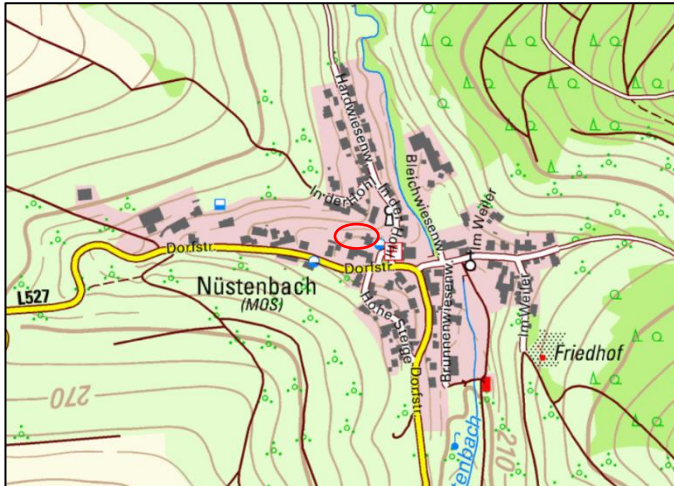 Hardwiesenw.
In der Hohl
In der Hohl
Bleichwiesenw.
Im Weiler
Dorfstr.
Dorfstr.
L527
Nüstenbach
(MOS)
Hohe Steige
Brunnenwiesenw.
Im Weiler
Friedhof
Dorfstr.
270
210
tenbach